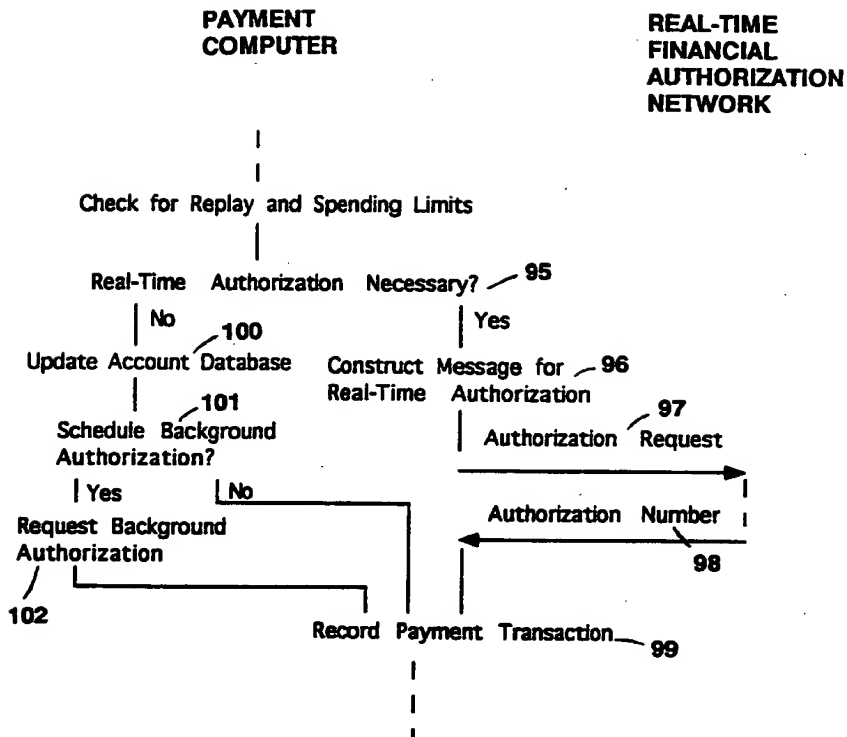 PAYMENT
COMPUTER
REAL-TIME
FINANCIAL
AUTHORIZATION
NETWORK
Check for Replay and Spending Limits
Real-Time Authorization Necessary? 95
No
Yes
100
Update Account Database
Construct Message for 96
Real-Time Authorization
101
Schedule Background
Authorization?
97
Authorization Request
Yes
No
Authorization Number
98
Request Background
Authorization
102
Record Payment Transaction 99